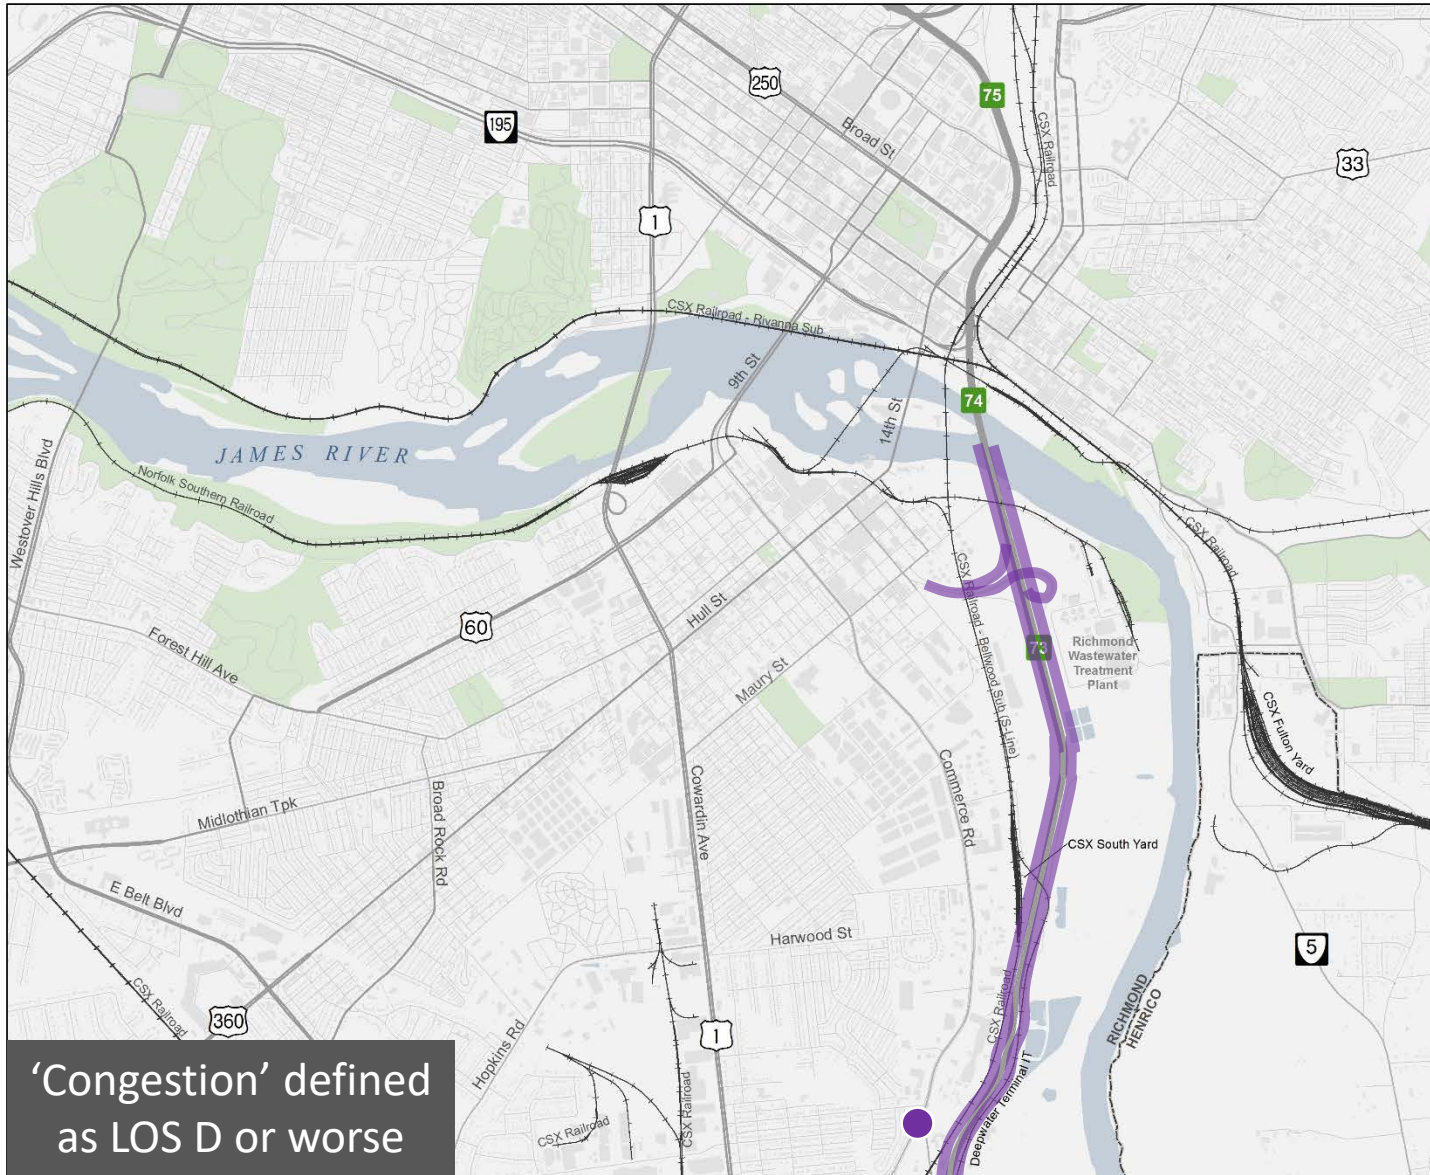 75
250
195
Broad St
CSX Railroad
33
1
CSX Railroad - Rivanna Sub
9th St
74
14th St
JAMES RIVER
Norfolk Southern Railroad
Westover Hills Blvd
CSX Railroad
CSX Railroad - Bellwood Sub (S-Line)
Hull St
60
Forest Hill Ave
73
Richmond
Wastewater
Treatment
Plant
Maury St
CSX Fulton Yard
Commerce Rd
Cowardin Ave
Broad Rock Rd
Midlothian Tpk
CSX South Yard
E Belt Blvd
Harwood St
5
CSX Railroad
CSX Railroad
RICHMOND
HENRICO
360
1
Hopkins Rd
Deepwater Terminal IT
CSX Railroad
CSX Railroad
‘Congestion’ defined
as LOS D or worse